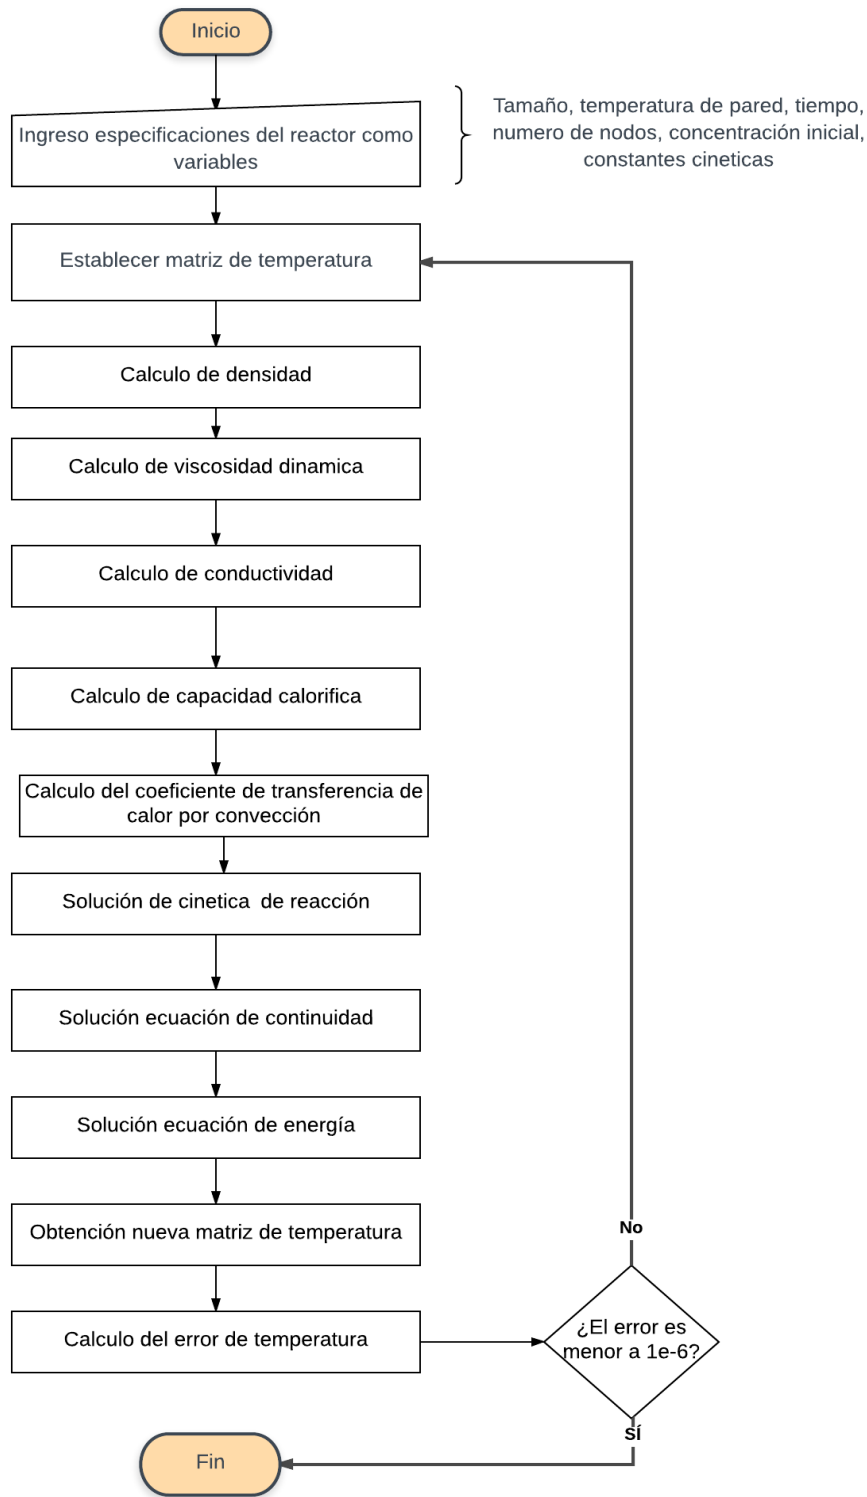 Inicio
Ingreso especificaciones del reactor como
variables
Tamaño, temperatura de pared, tiempo,
numero de nodos, concentración inicial,
constantes cineticas
Establecer matriz de temperatura
Calculo de densidad
Calculo de viscosidad dinamica
Calculo de conductividad
Calculo de capacidad calorifica
Calculo del coeficiente de transferencia de
calor por convección
Solución de cinetica  de reacción
Solución ecuación de continuidad
Solución ecuación de energía
Obtención nueva matriz de temperatura
Calculo del error de temperatura
No
¿El error es
menor a 1e-6?
SÍ
Fin